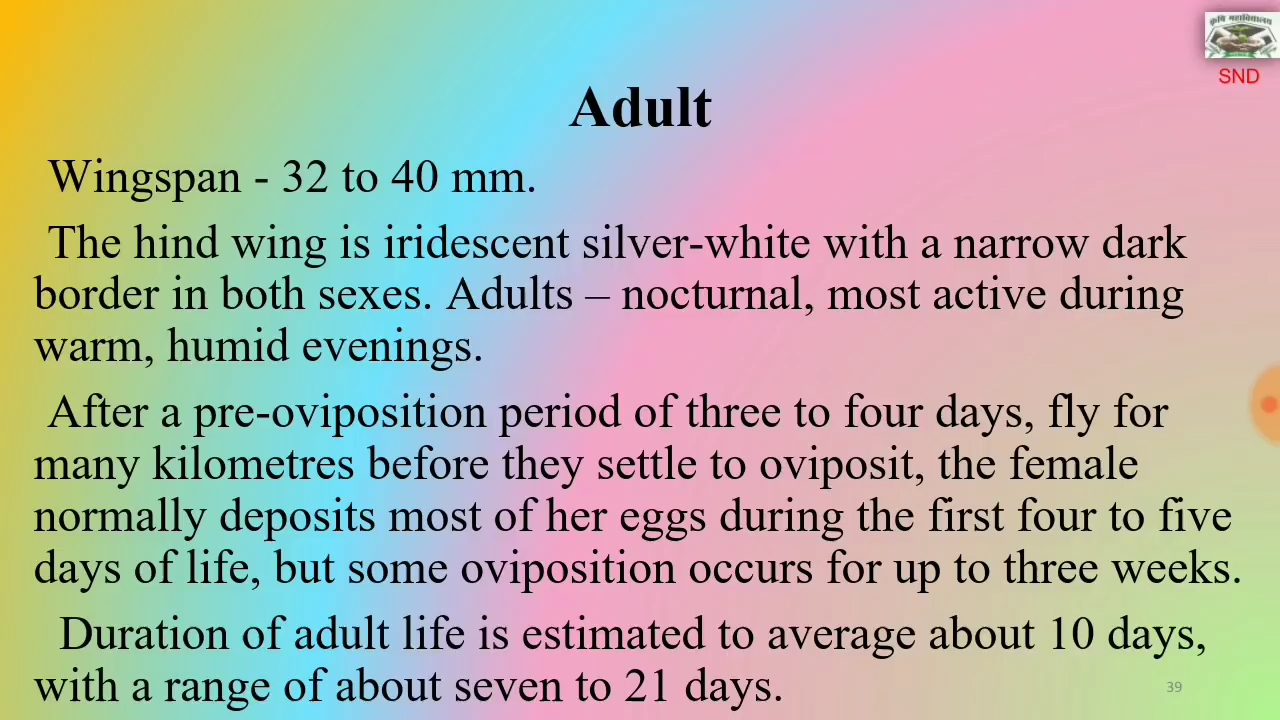 कृषि महाविद्यालय
SND
Adult
Wingspan - 32 to 40 mm.
The hind wing is iridescent silver-white with a narrow dark
border in both sexes. Adults – nocturnal, most active during
warm, humid evenings.
After a pre-oviposition period of three to four days, fly for
many kilometres before they settle to oviposit, the female
normally deposits most of her eggs during the first four to five
days of life, but some oviposition occurs for up to three weeks.
Duration of adult life is estimated to average about 10 days,
with a range of about seven to 21 days.
39